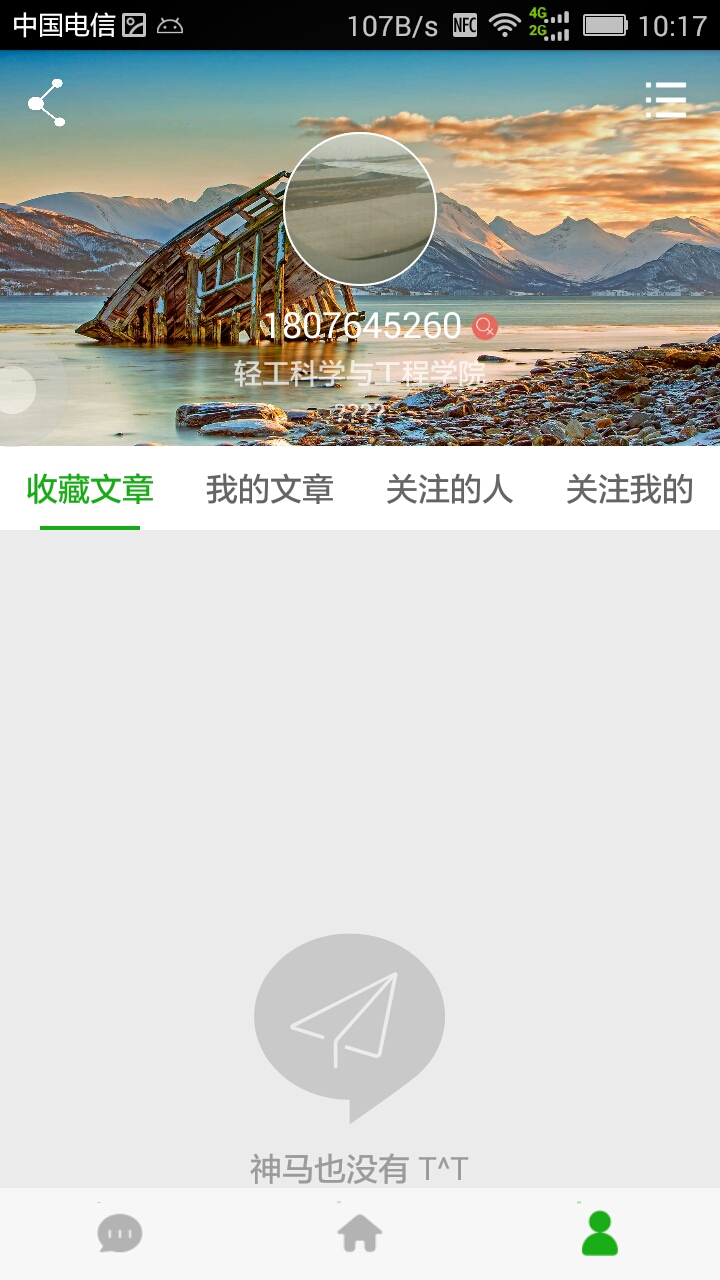 中国电信 107B/s NFC 4G 2G 10:17
1807645260
轻工科学与工程学院
????
收藏文章 我的文章 关注的人 关注我的
神马也没有 T^T